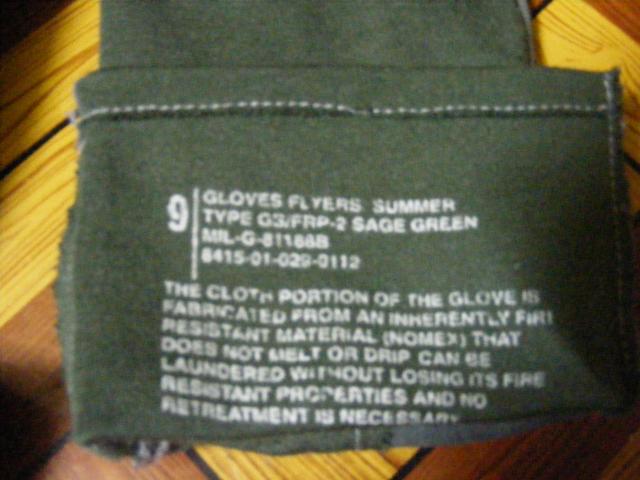 9
GLOVES FLYERS SUMMER
TYPE GS/FRP-2 SAGE GREEN
MIL-G-81188B
8415-01-029-0112
THE CLOTH PORTION OF THE GLOVE IS
FABRICATED FROM AN INHERENTLY FIRE
RESISTANT MATERIAL (NOMEX) THAT
DOES NOT MELT OR DRIP CAN BE
LAUNDERED WITHOUT LOSING ITS FIRE
RESISTANT PROPERTIES AND NO
RETREATMENT IS NECESSARY